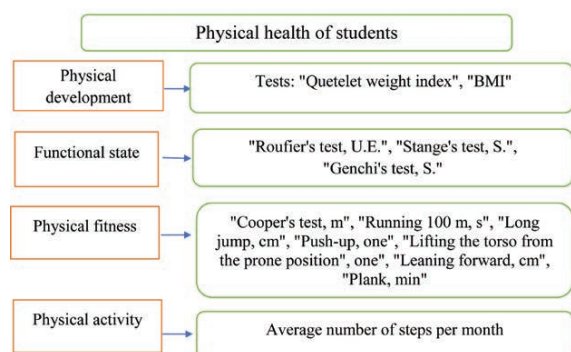 Physical health of students
Physical
development
Tests: "Quetelet weight index", "BMI"
Functional state
"Roufier's test, U.E.", "Stange's test, S.",
"Genchi's test, S."
Physical fitness
"Cooper's test, m", "Running 100 m, s", "Long
jump, cm", "Push-up, one", "Lifting the torso from
the prone position", one", "Leaning forward, cm",
"Plank, min"
Physical activity
Average number of steps per month